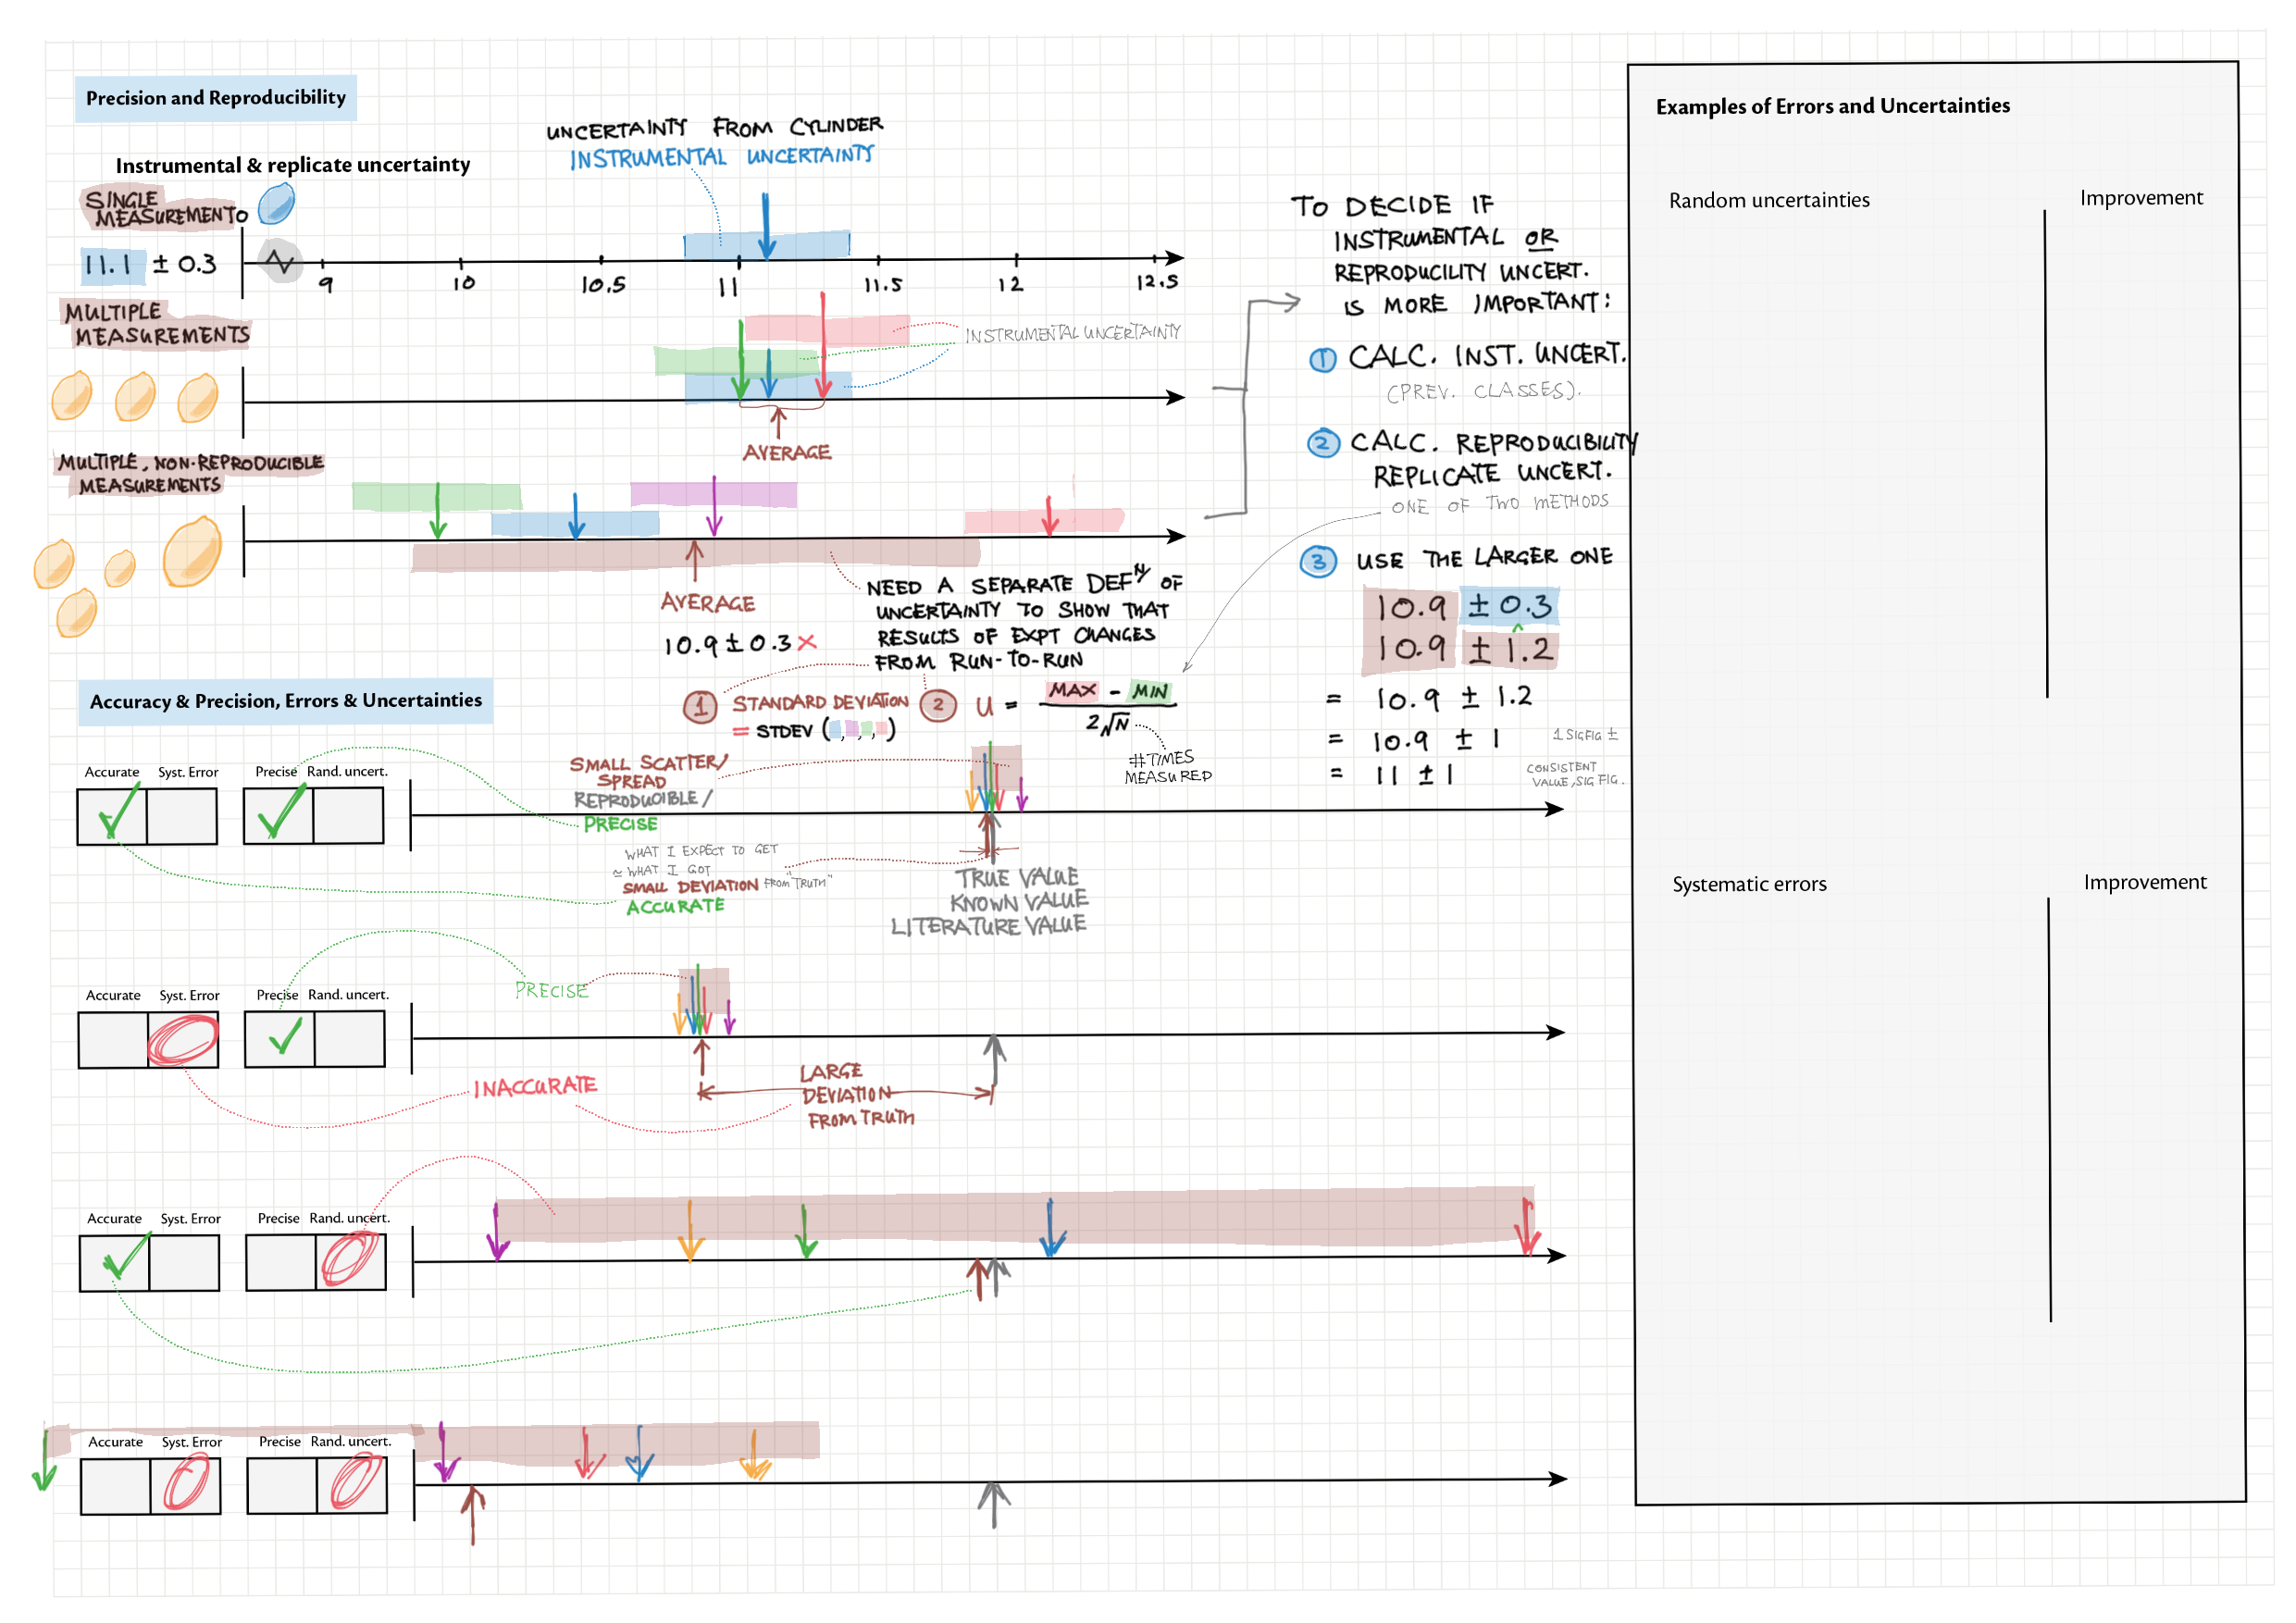 Precision and Reproducibility
Instrumental & replicate uncertainty
UNCERTAINTY FROM CYLINDER
INSTRUMENTAL UNCERTAINTY
SINGLE
MEASUREMENT
11.1 ± 0.3
9 10 10.5 11 11.5 12 12.5
MULTIPLE
MEASUREMENTS
INSTRUMENTAL UNCERTAINTY
AVERAGE
MULTIPLE, NON-REPRODUCIBLE
MEASUREMENTS
AVERAGE
10.9 ± 0.3 ×
NEED A SEPARATE DEFN OF
UNCERTAINTY TO SHOW THAT
RESULTS OF EXPT CHANGES
FROM RUN-TO-RUN
1 STANDARD DEVIATION
= STDEV ( , , , )
2 U = MAX - MIN
2√N
#TIMES
MEASURED
TO DECIDE IF
INSTRUMENTAL OR
REPRODUCILITY UNCERT.
IS MORE IMPORTANT:
1 CALC. INST. UNCERT.
(PREV. CLASSES).
2 CALC. REPRODUCIBILITY
REPLICATE UNCERT.
ONE OF TWO METHODS
3 USE THE LARGER ONE
10.9 ± 0.3
10.9 ± 1.2
= 10.9 ± 1.2
= 10.9 ± 1 1 SIGFIG ±
= 11 ± 1 CONSISTENT
VALUE, SIG FIG.
Accuracy & Precision, Errors & Uncertainties
Accurate Syst. Error Precise Rand. uncert.
SMALL SCATTER/
SPREAD
REPRODUCIBLE/
PRECISE
WHAT I EXPECT TO GET
≃ WHAT I GOT
SMALL DEVIATION FROM "TRUTH"
ACCURATE
TRUE VALUE
KNOWN VALUE
LITERATURE VALUE
Accurate Syst. Error Precise Rand. uncert.
PRECISE
INACCURATE
LARGE
DEVIATION
FROM TRUTH
Accurate Syst. Error Precise Rand. uncert.
Accurate Syst. Error Precise Rand. uncert.
Examples of Errors and Uncertainties
Random uncertainties Improvement
Systematic errors Improvement